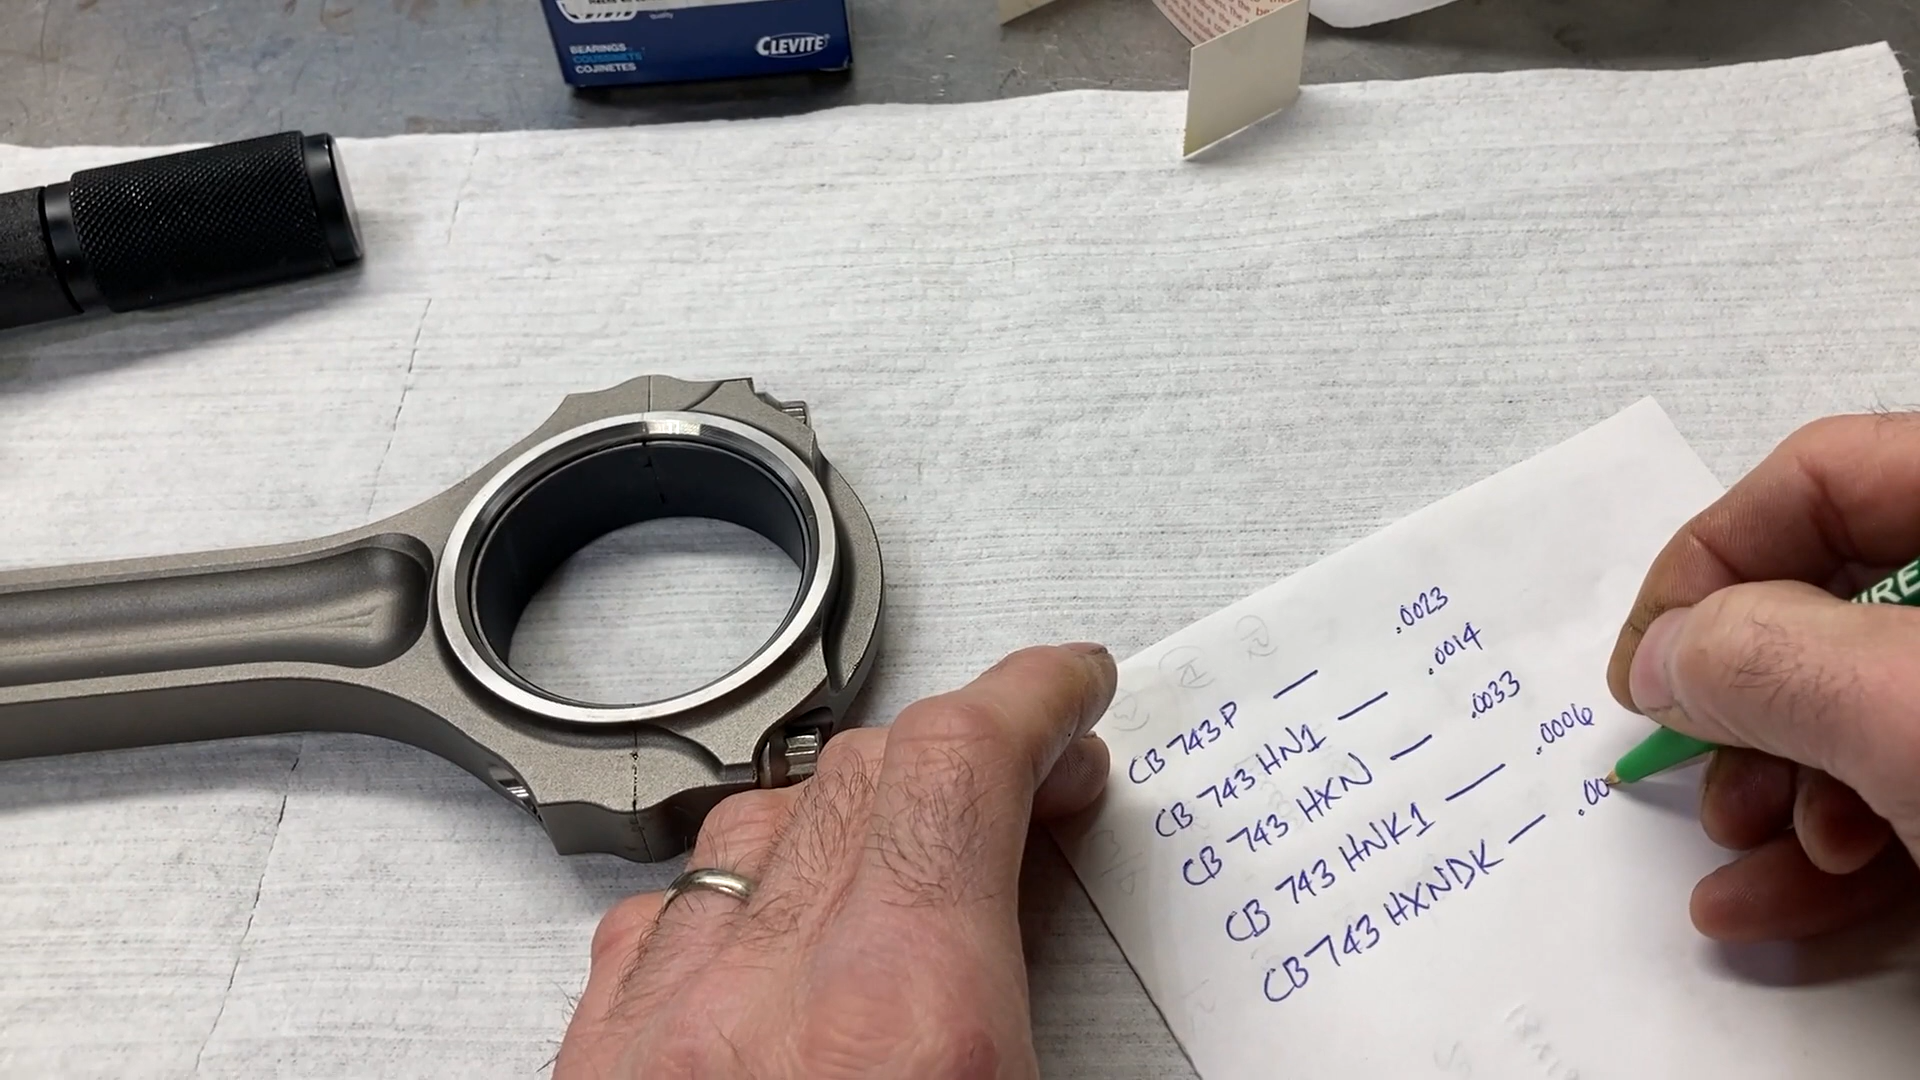 quality
BEARINGS
COUSSINETS
COJINETES
CLEVITE
CB 743P — .0023
CB 743 HN1 — .0014
CB 743 HXN — .0033
CB 743 HNK1 — .0006
CB 743 HXNDK — .00